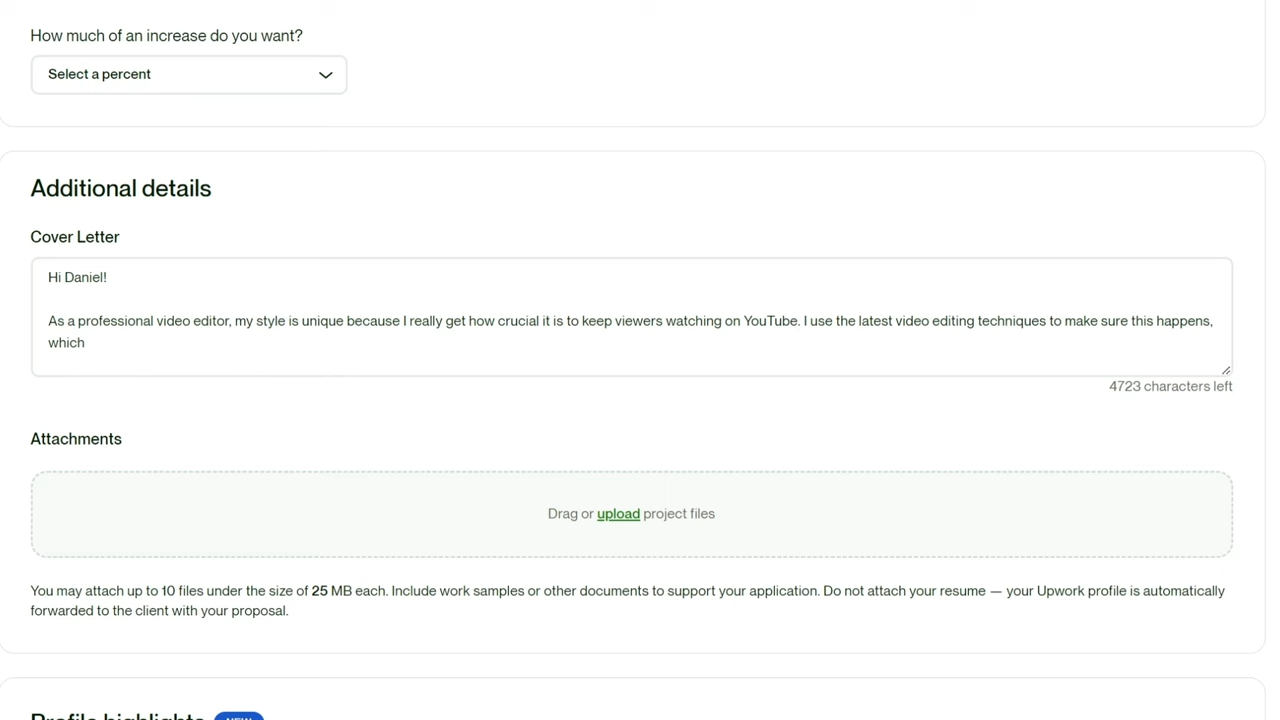 How much of an increase do you want?
Select a percent
Additional details
Cover Letter
Hi Daniel!
As a professional video editor, my style is unique because I really get how crucial it is to keep viewers watching on YouTube. I use the latest video editing techniques to make sure this happens,
which
4723 characters left
Attachments
Drag or upload project files
You may attach up to 10 files under the size of 25 MB each. Include work samples or other documents to support your application. Do not attach your resume — your Upwork profile is automatically
forwarded to the client with your proposal.
Profile highlights NEW